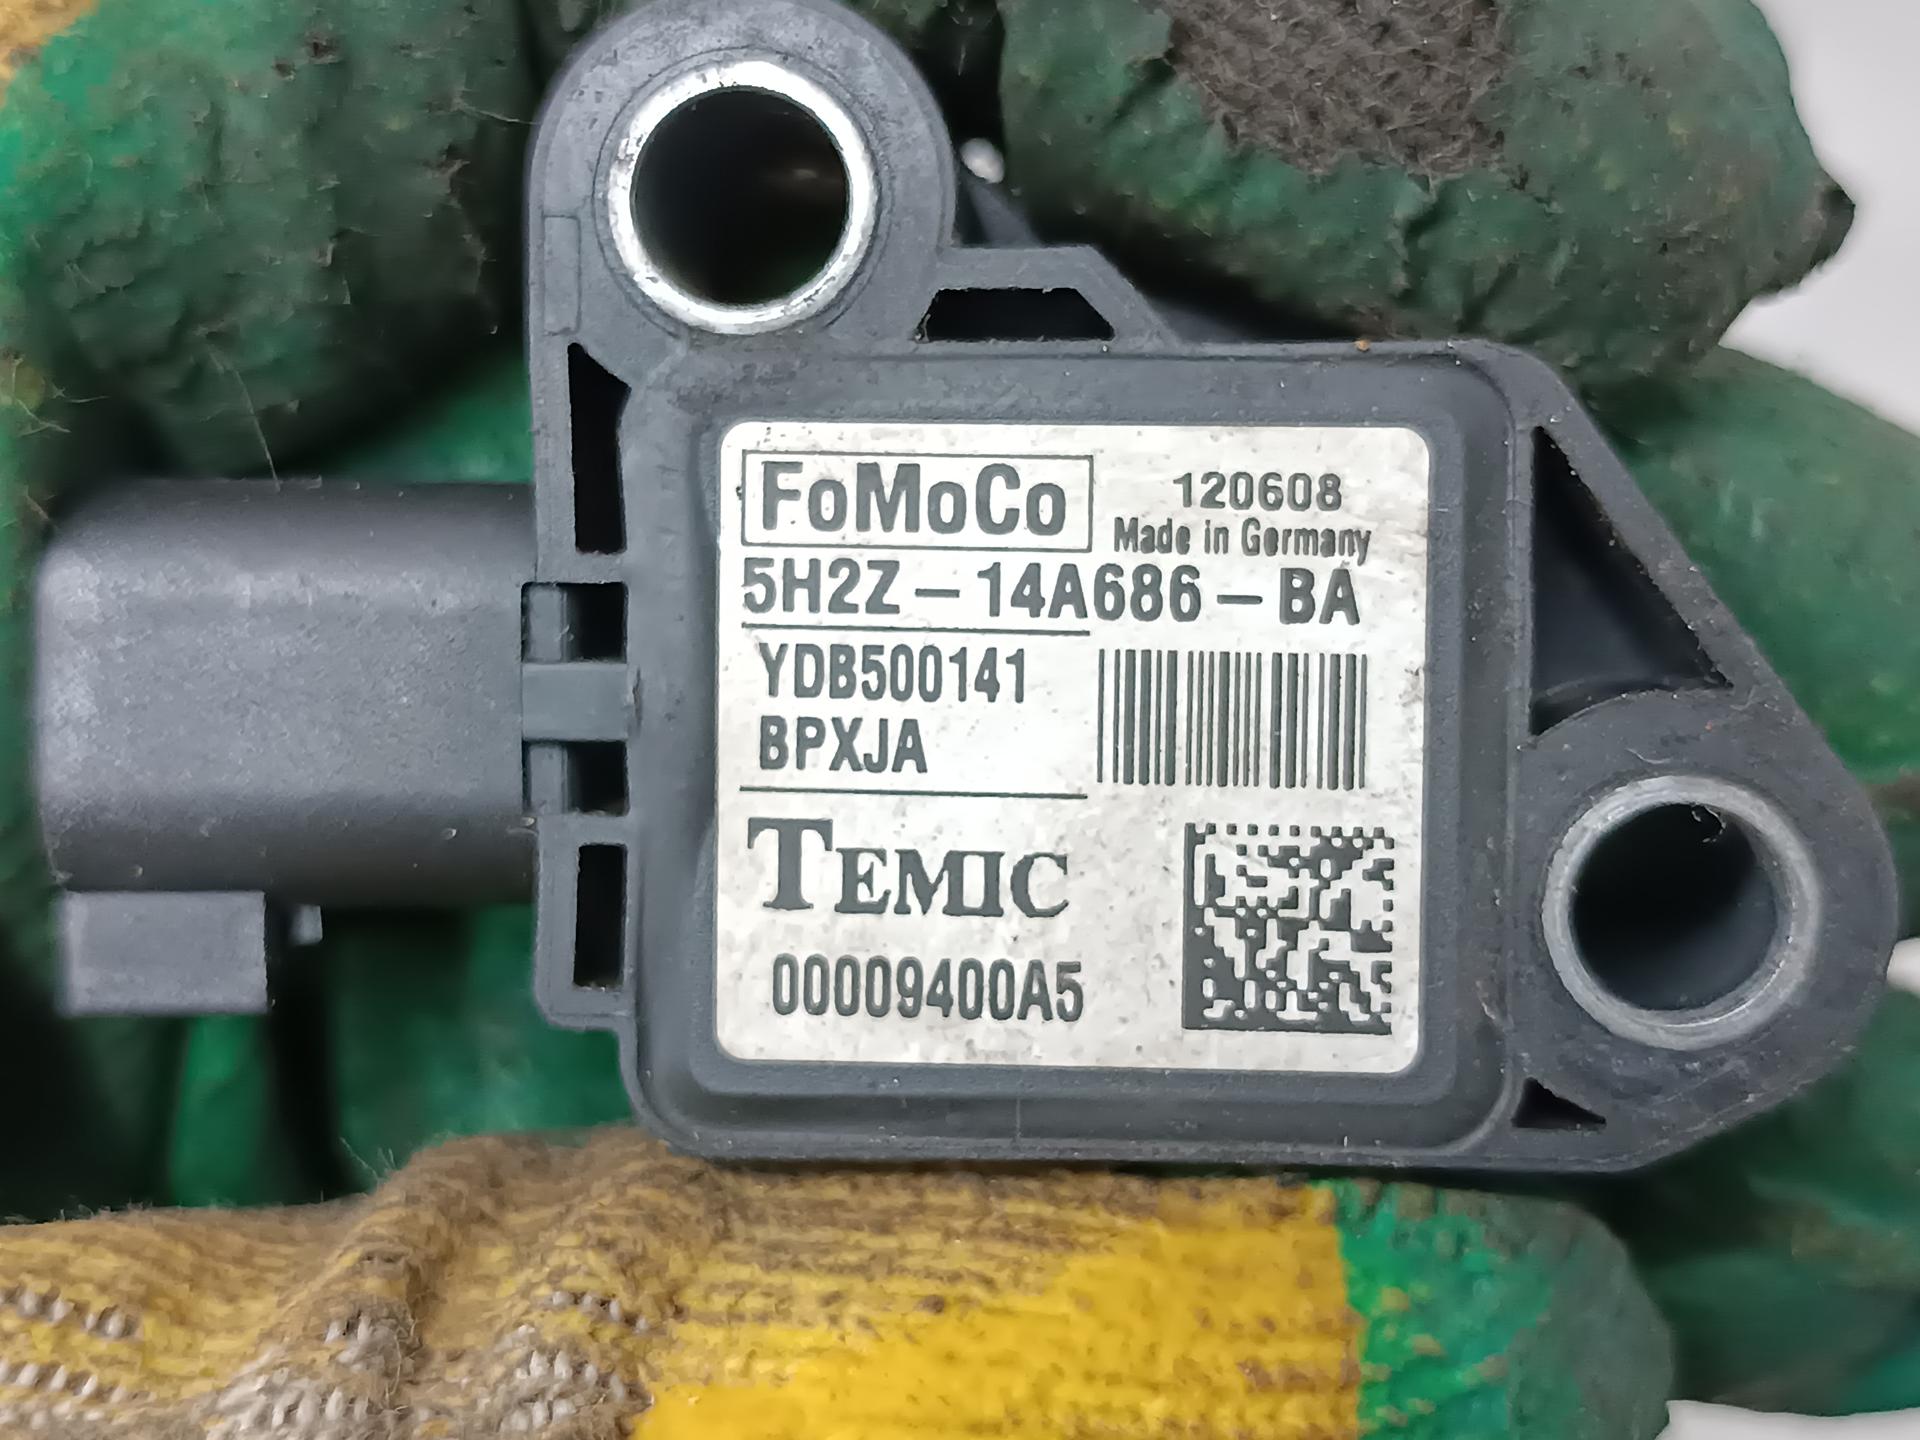 FoMoCo
120608
Made in Germany
5H2Z-14A686-BA
YDB500141
BPXJA
TEMIC
00009400A5